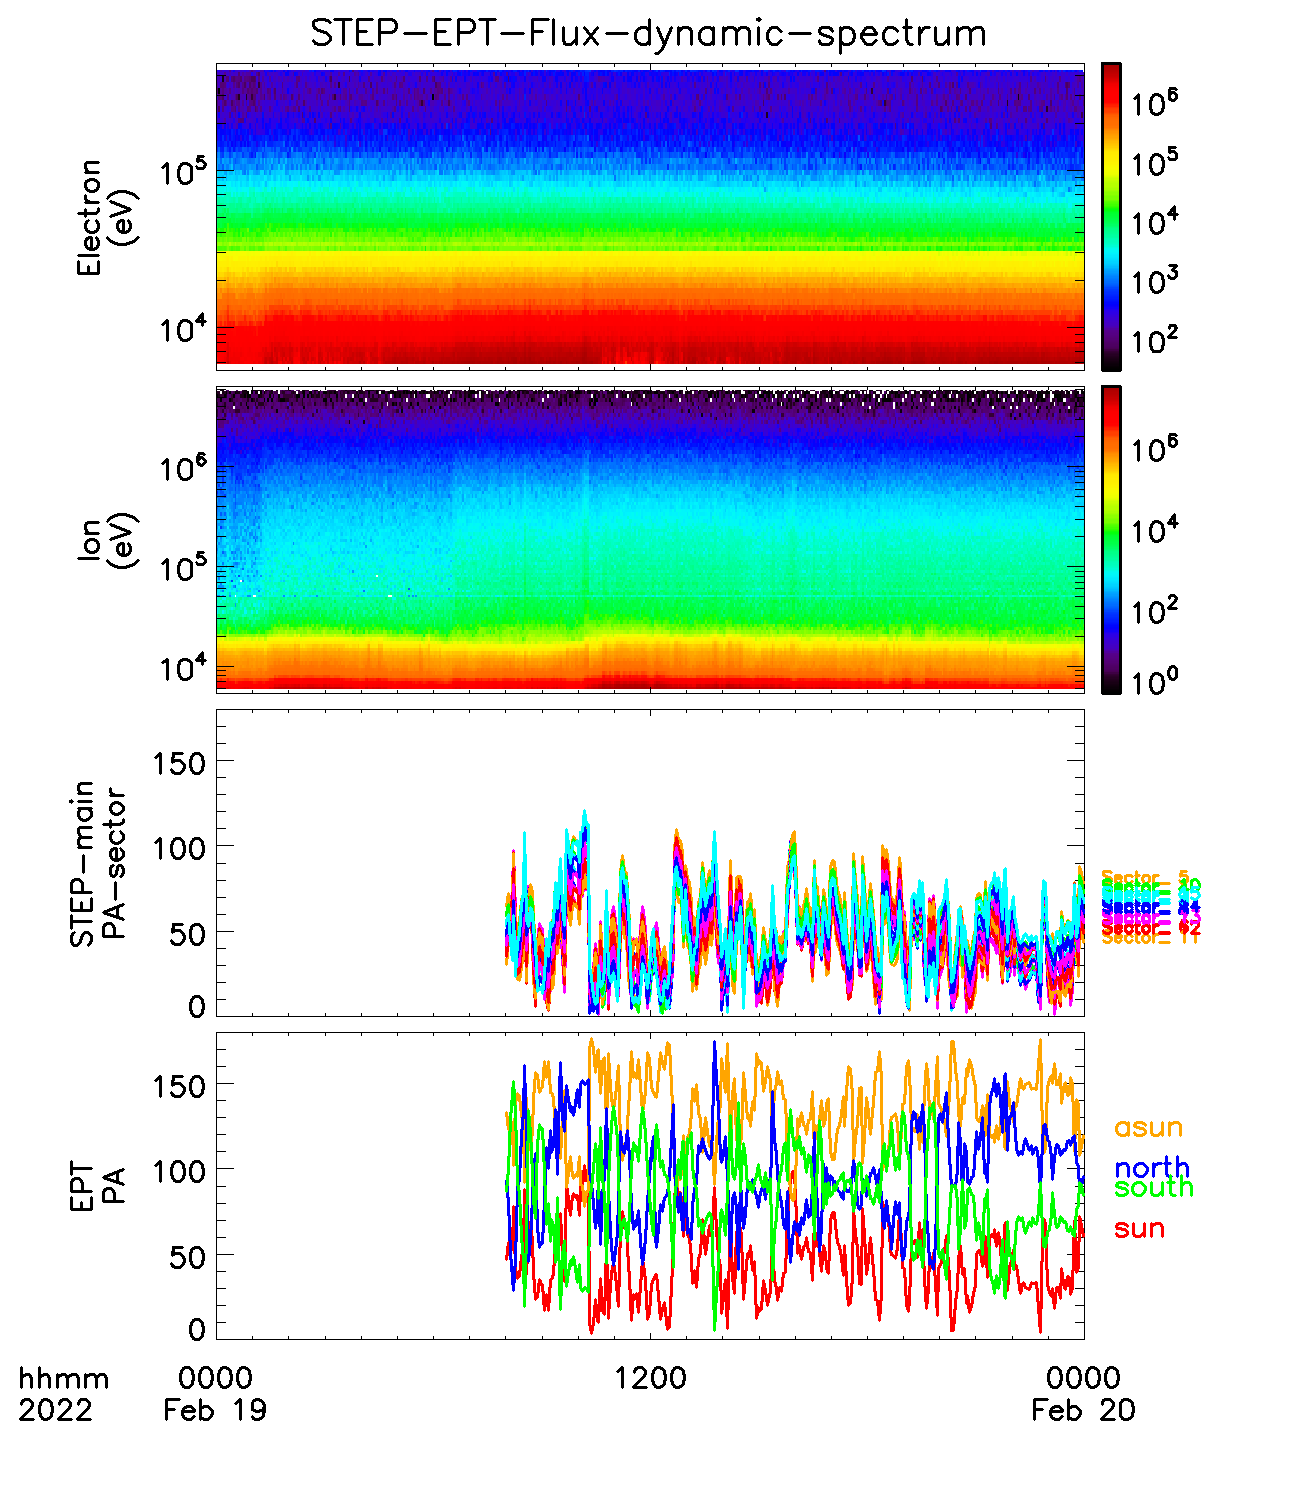 STEP-EPT-Flux-dynamic-spectrum
Electron
(eV)
10^5
10^4
10^6
10^5
10^4
10^3
10^2
Ion
(eV)
10^6
10^5
10^4
10^6
10^4
10^2
10^0
STEP-main
PA-sector
150
100
50
0
Sector- 5
Sector- 11
EPT
PA
150
100
50
0
asun
north
south
sun
hhmm
2022
0000
Feb 19
1200
0000
Feb 20